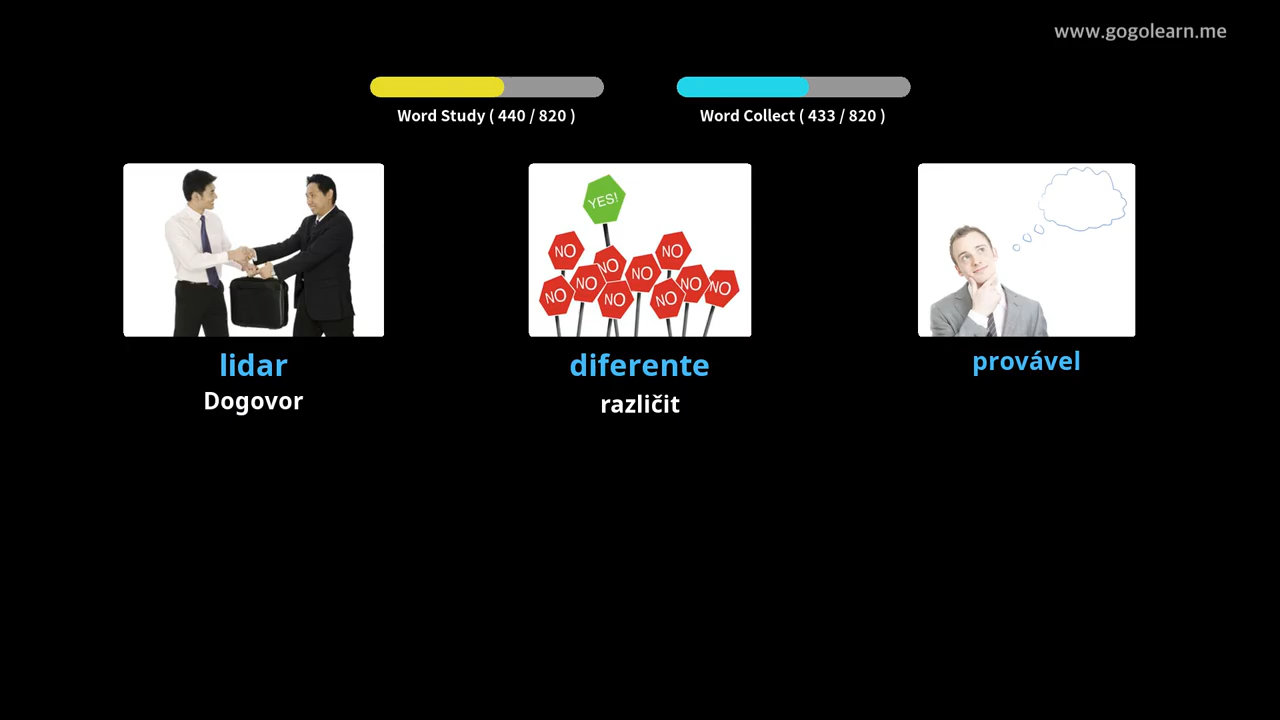 www.gogolearn.me
Word Study ( 440 / 820 )
Word Collect ( 433 / 820 )
YES!
NO
NO
NO
NO
NO
NO
NO
NO
NO
NO
lidar
Dogovor
diferente
različit
provável